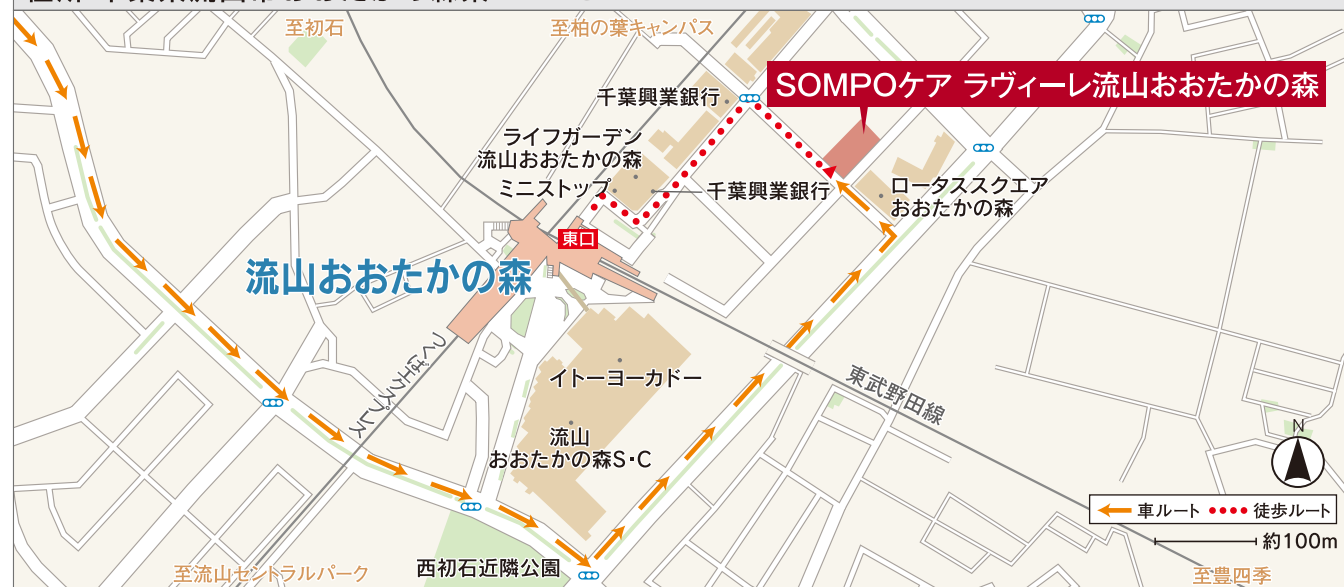 至初石
至柏の葉キャンパス
SOMPOケア ラヴィーレ流山おおたかの森
千葉興業銀行
ライフガーデン
流山おおたかの森
ミニストップ
千葉興業銀行
ロータススクエア
おおたかの森
東口
流山おおたかの森
つくばエクスプレス
イトーヨーカドー
東武野田線
流山
おおたかの森S・C
N
車ルート
徒歩ルート
約100m
西初石近隣公園
至流山セントラルパーク
至豊四季